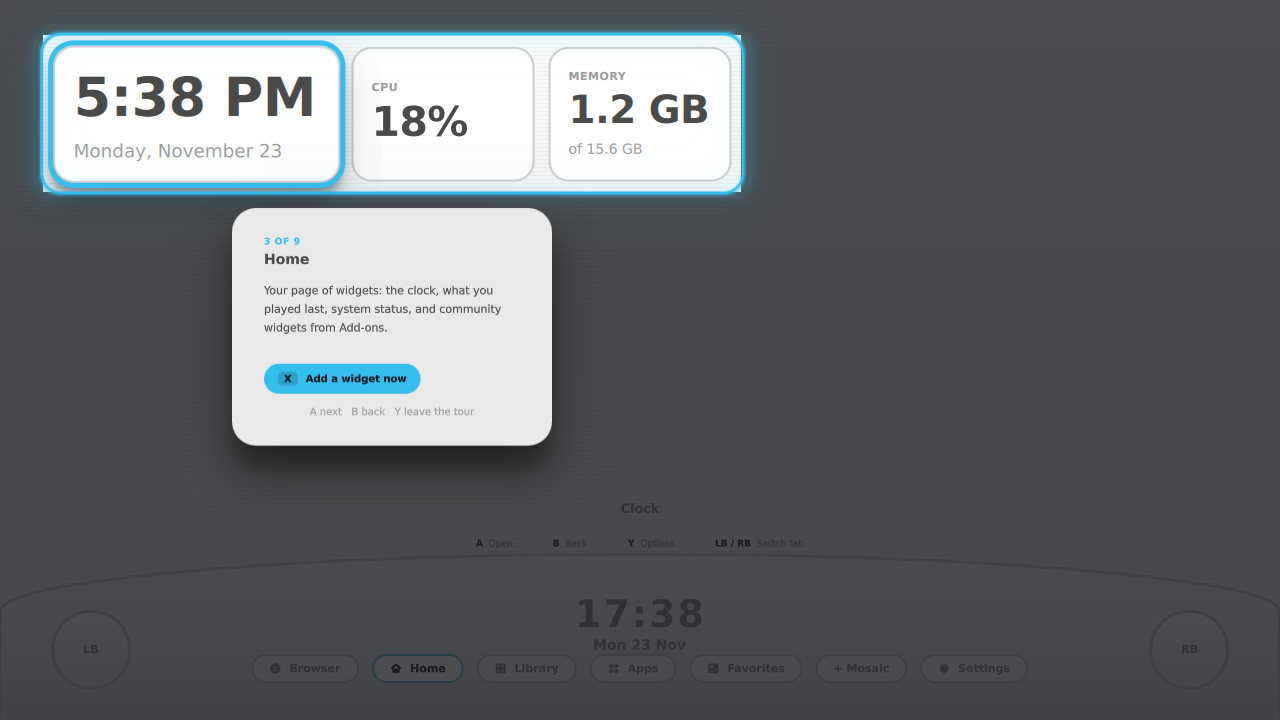 5:38 PM
Monday, November 23
CPU
18%
MEMORY
1.2 GB
of 15.6 GB
3 OF 9
Home
Your page of widgets: the clock, what you
played last, system status, and community
widgets from Add-ons.
X Add a widget now
A next B back Y leave the tour
Clock
A Open B Back Y Options LB / RB Switch tab
17:38
Mon 23 Nov
LB
RB
Browser Home Library Apps Favorites + Mosaic Settings